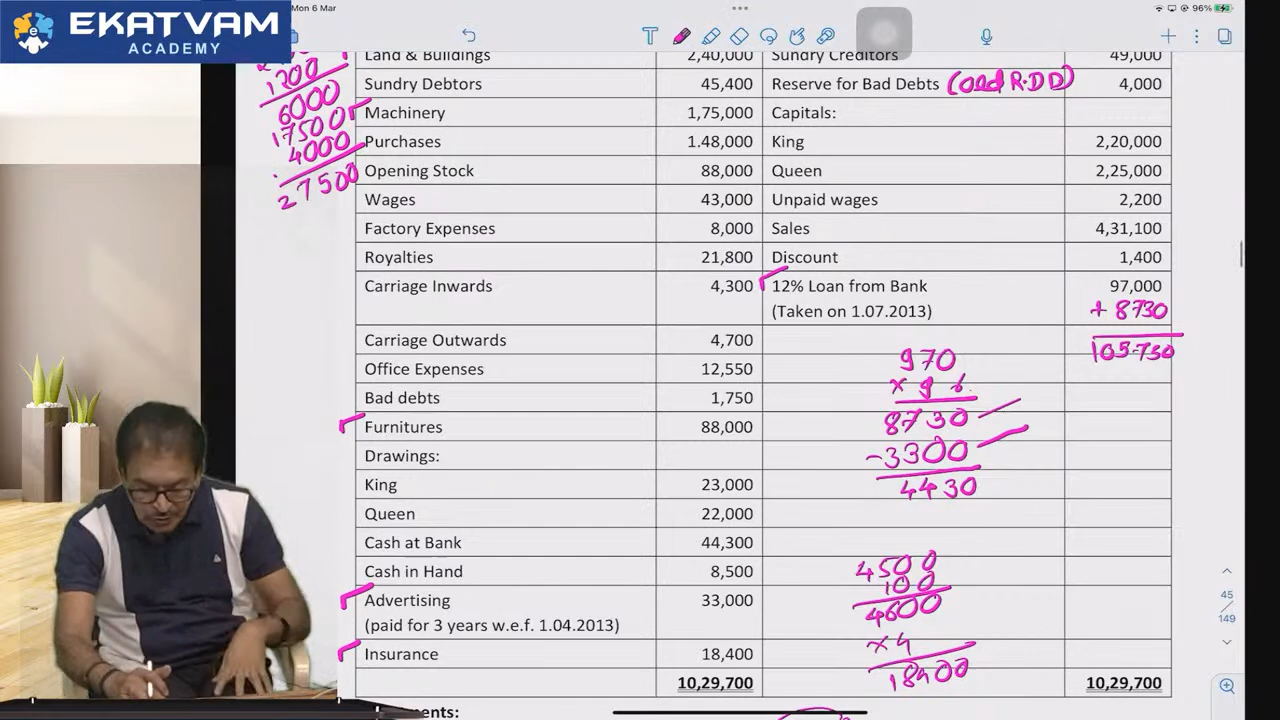 EKATVAM
ACADEMY
Mon 6 Mar
96%
1200
6000
17500
4000
27500
Land & Buildings 2,40,000 Sundry Creditors 49,000
Sundry Debtors 45,400 Reserve for Bad Debts (old R.D.D) 4,000
Machinery 1,75,000 Capitals:
Purchases 1.48,000 King 2,20,000
Opening Stock 88,000 Queen 2,25,000
Wages 43,000 Unpaid wages 2,200
Factory Expenses 8,000 Sales 4,31,100
Royalties 21,800 Discount 1,400
Carriage Inwards 4,300 12% Loan from Bank 97,000
(Taken on 1.07.2013) + 8730
Carriage Outwards 4,700 105730
Office Expenses 12,550 970
Bad debts 1,750 x 9
Furnitures 88,000 8730
Drawings: -3300
King 23,000 4430
Queen 22,000
Cash at Bank 44,300
Cash in Hand 8,500 4500
100
Advertising 33,000 4600
(paid for 3 years w.e.f. 1.04.2013) x 4
Insurance 18,400 18400
10,29,700 10,29,700
45
149